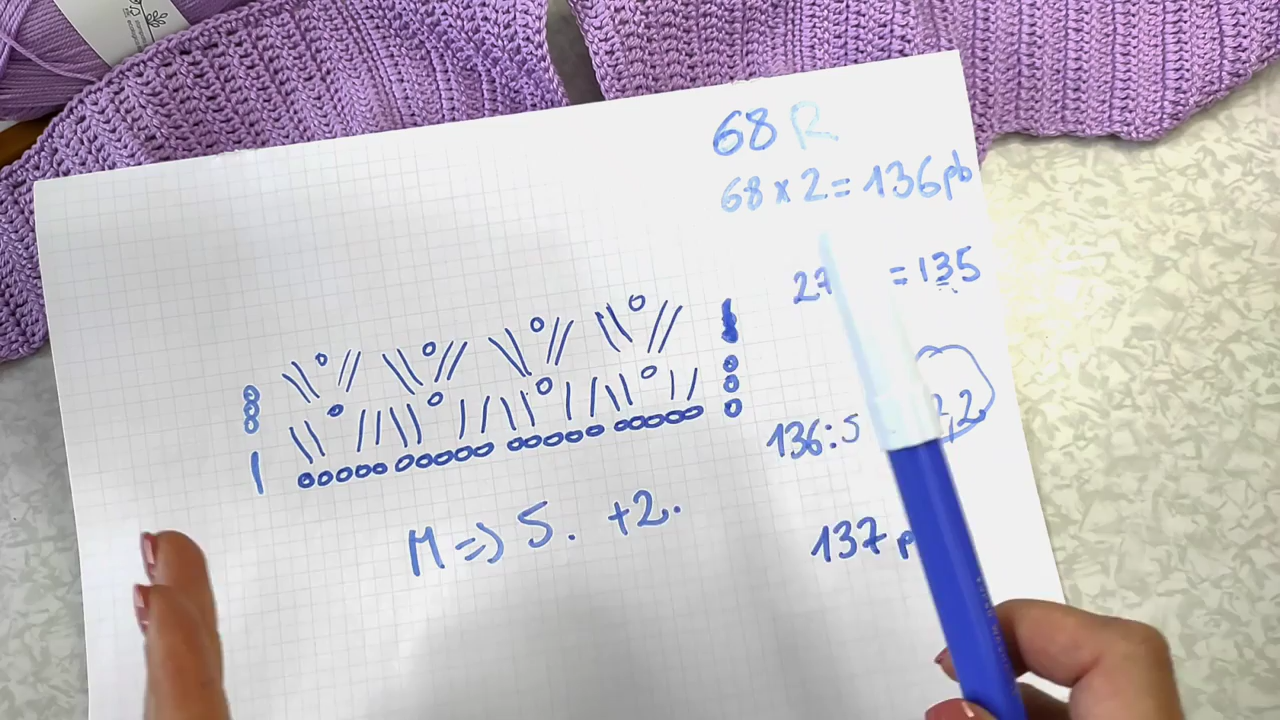 68 R
68 x 2 = 136 pb
27 = 135
136:5 2,2
M => 5. +2.
137 p